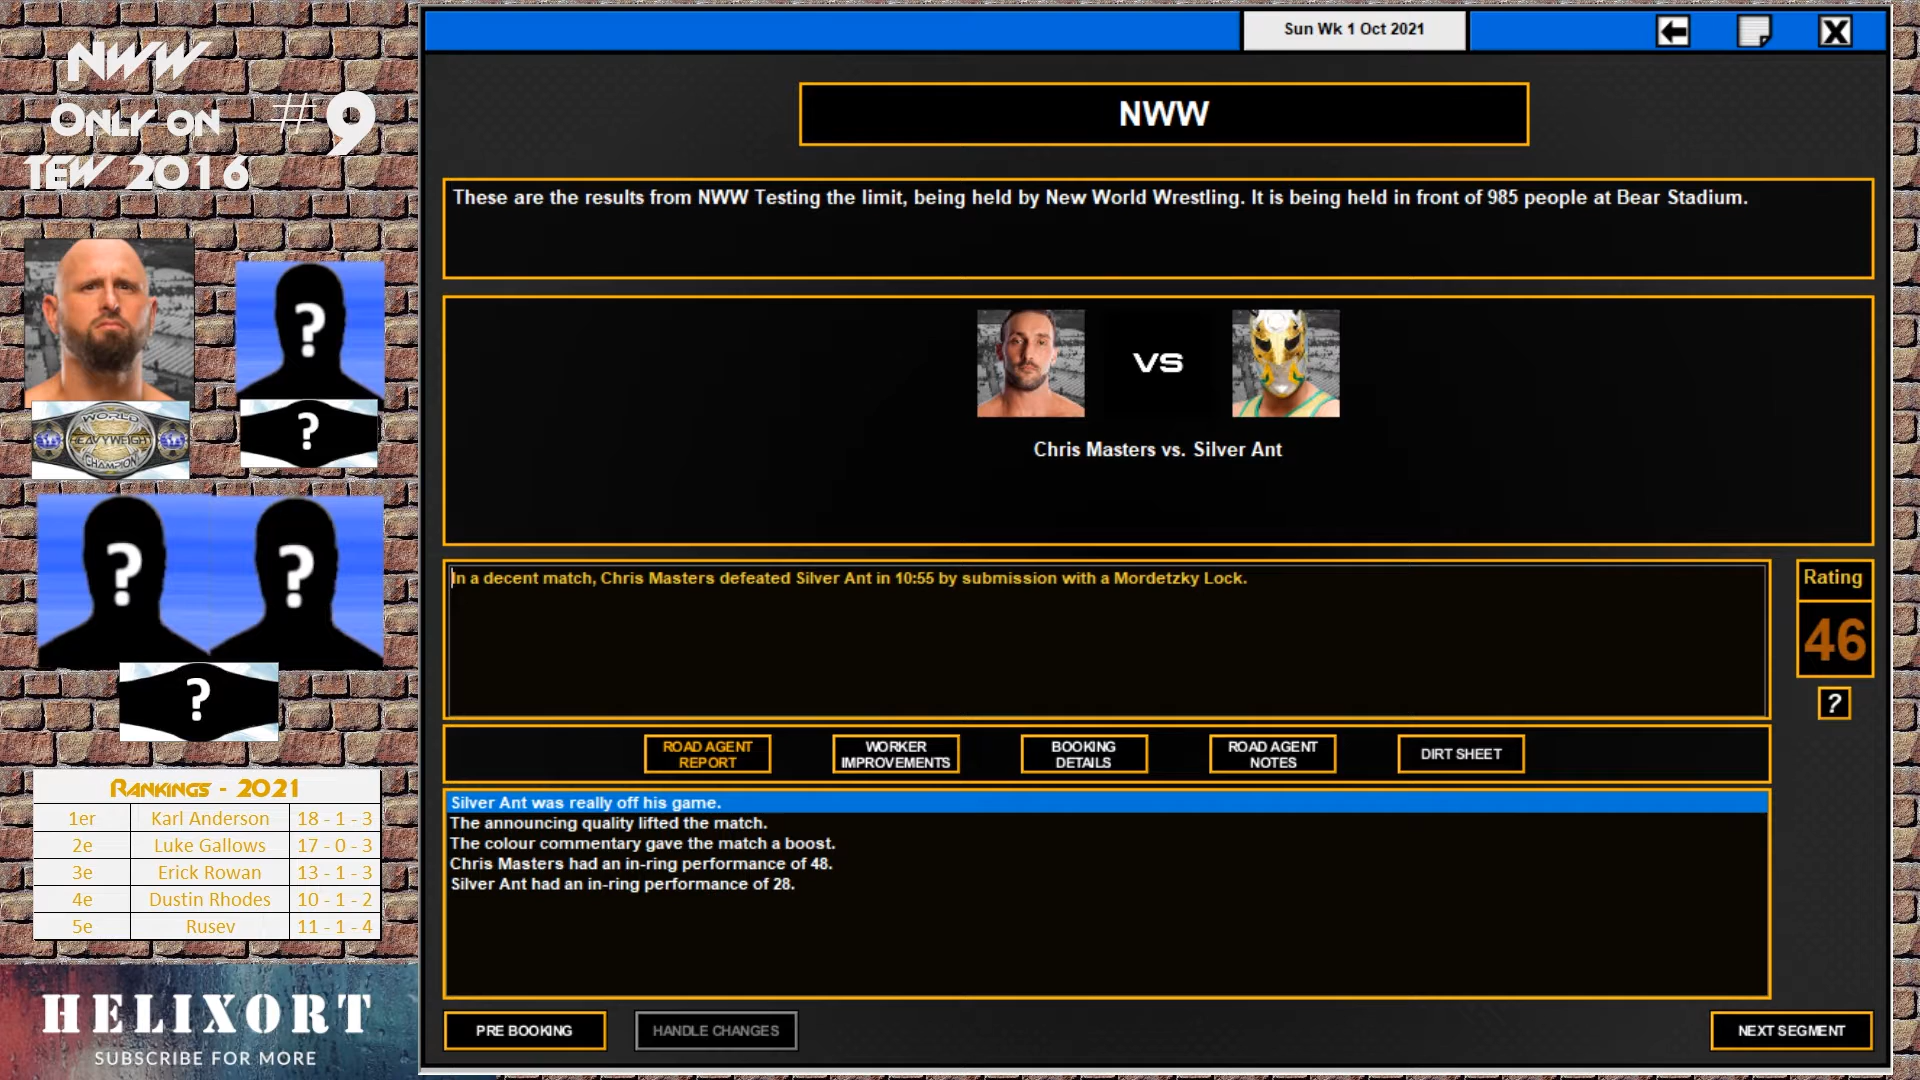 NWW
Only on
TEW 2016
#9
?
WORLD
HEAVYWEIGHT
CHAMPION
?
?
?
?
Rankings - 2021
1er Karl Anderson 18 - 1 - 3
2e Luke Gallows 17 - 0 - 3
3e Erick Rowan 13 - 1 - 3
4e Dustin Rhodes 10 - 1 - 2
5e Rusev 11 - 1 - 4
HELIXORT
SUBSCRIBE FOR MORE
Sun Wk 1 Oct 2021
X
NWW
These are the results from NWW Testing the limit, being held by New World Wrestling. It is being held in front of 985 people at Bear Stadium.
VS
Chris Masters vs. Silver Ant
In a decent match, Chris Masters defeated Silver Ant in 10:55 by submission with a Mordetzky Lock.
Rating
46
?
ROAD AGENT
REPORT
WORKER
IMPROVEMENTS
BOOKING
DETAILS
ROAD AGENT
NOTES
DIRT SHEET
Silver Ant was really off his game.
The announcing quality lifted the match.
The colour commentary gave the match a boost.
Chris Masters had an in-ring performance of 48.
Silver Ant had an in-ring performance of 28.
PRE BOOKING
HANDLE CHANGES
NEXT SEGMENT